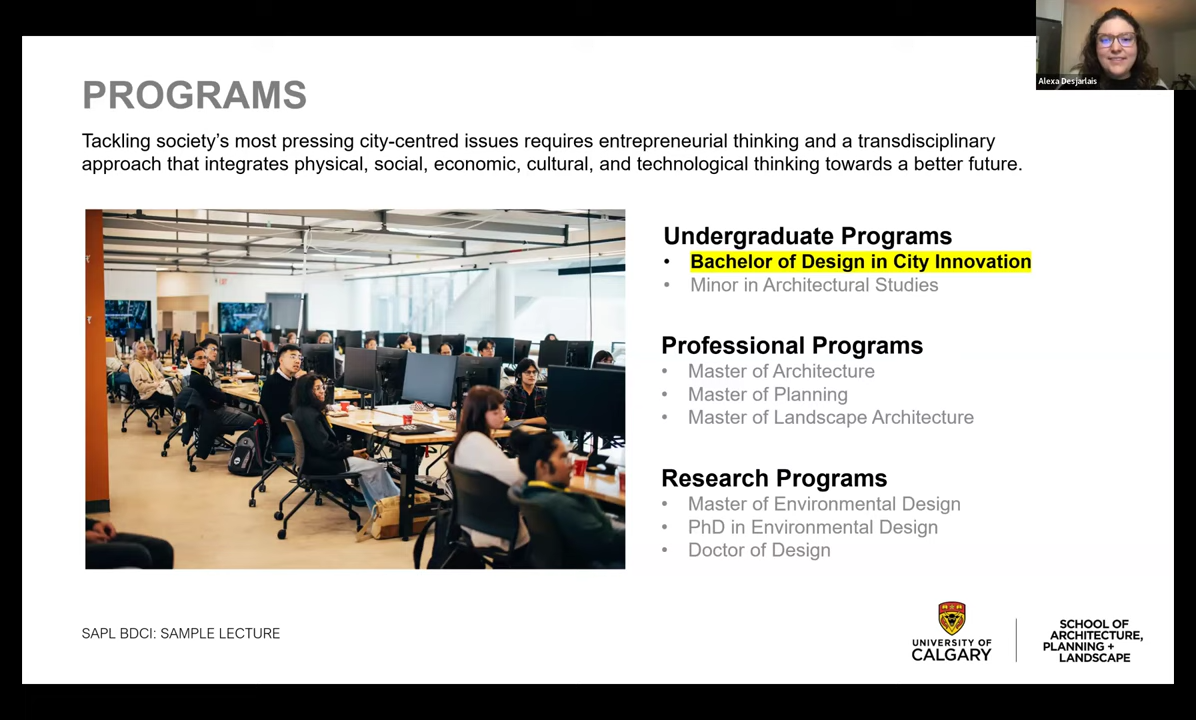 Alexa Desjarlais
PROGRAMS
Tackling society's most pressing city-centred issues requires entrepreneurial thinking and a transdisciplinary
approach that integrates physical, social, economic, cultural, and technological thinking towards a better future.
Undergraduate Programs
• Bachelor of Design in City Innovation
• Minor in Architectural Studies
Professional Programs
• Master of Architecture
• Master of Planning
• Master of Landscape Architecture
Research Programs
• Master of Environmental Design
• PhD in Environmental Design
• Doctor of Design
SAPL BDCI: SAMPLE LECTURE
UNIVERSITY OF
CALGARY
SCHOOL OF
ARCHITECTURE,
PLANNING +
LANDSCAPE